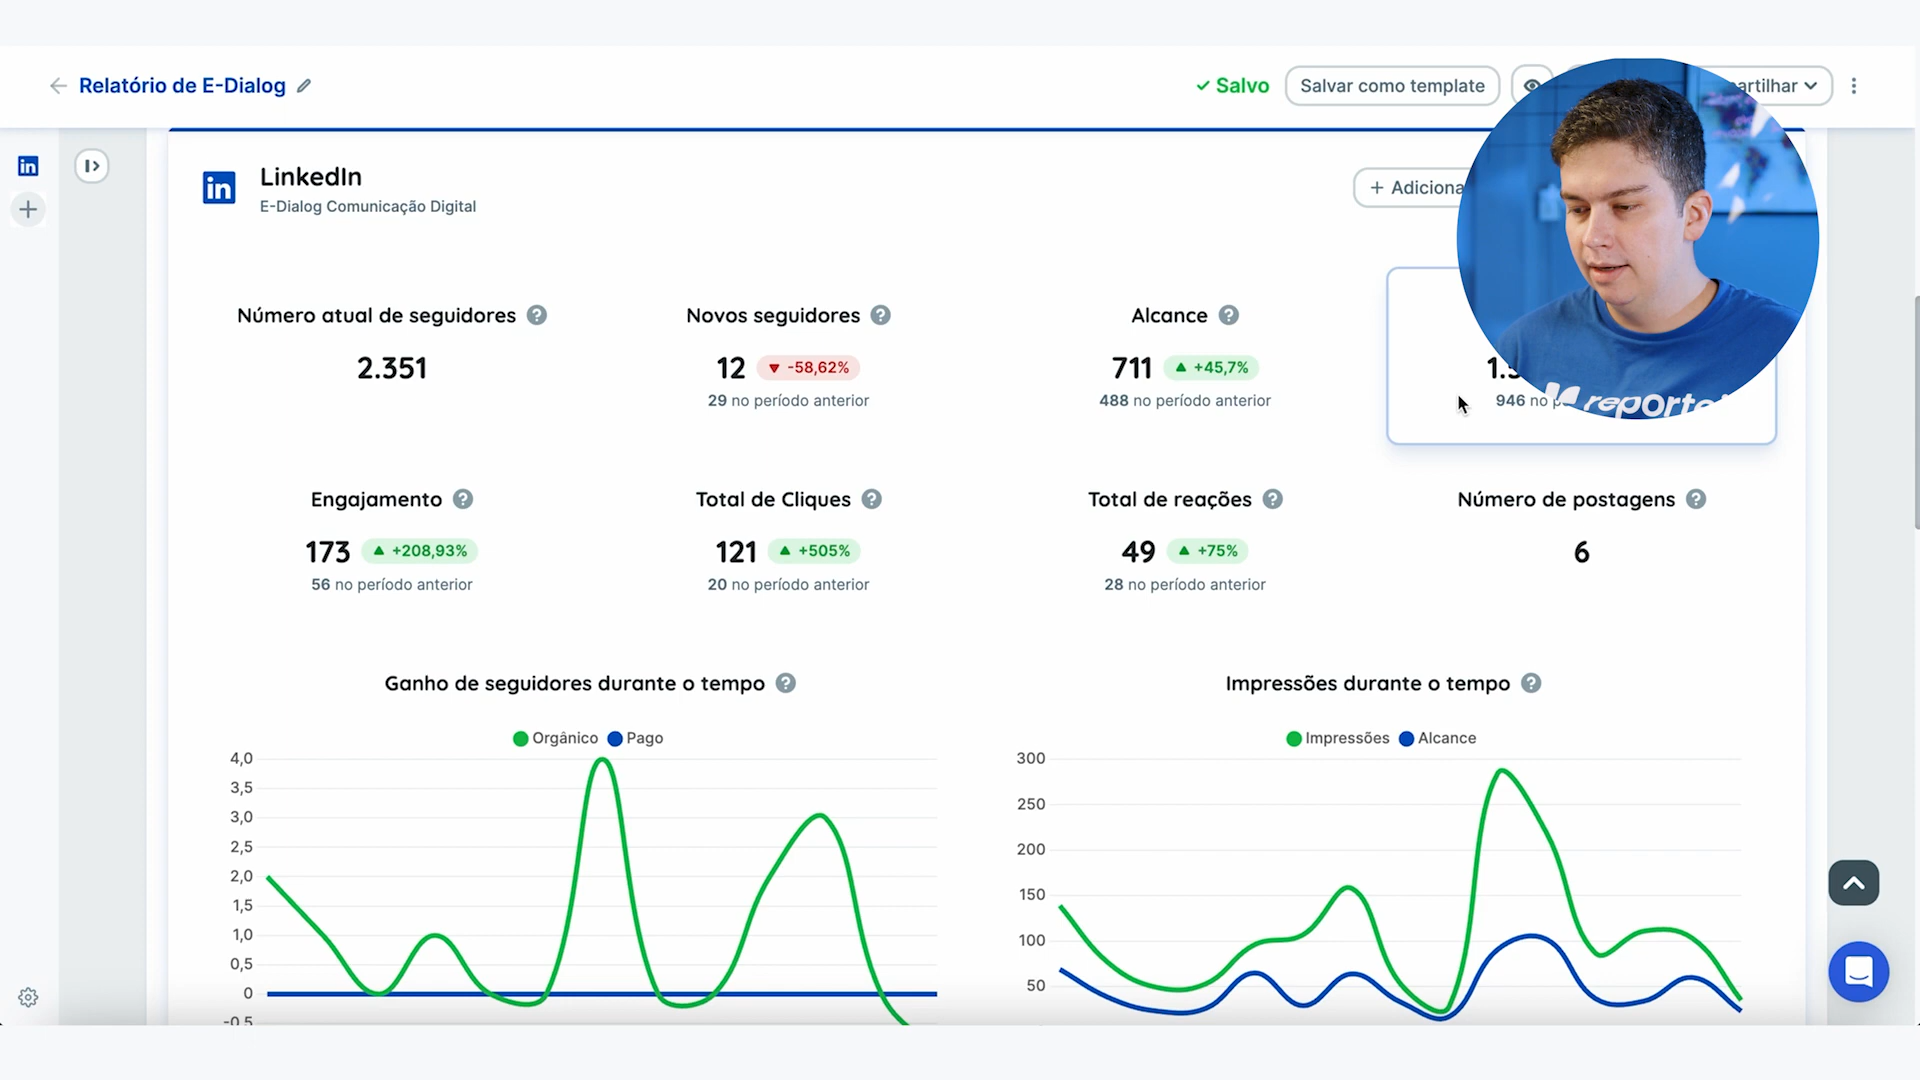 Relatório de E-Dialog
Salvo
Salvar como template
artilhar
in
LinkedIn
E-Dialog Comunicação Digital
+ Adiciona
Número atual de seguidores
2.351
Novos seguidores
12 -58,62%
29 no período anterior
Alcance
711 +45,7%
488 no período anterior
946 no
reporte
Engajamento
173 +208,93%
56 no período anterior
Total de Cliques
121 +505%
20 no período anterior
Total de reações
49 +75%
28 no período anterior
Número de postagens
6
Ganho de seguidores durante o tempo
Orgânico Pago
4,0
3,5
3,0
2,5
2,0
1,5
1,0
0,5
0
-0,5
Impressões durante o tempo
Impressões Alcance
300
250
200
150
100
50